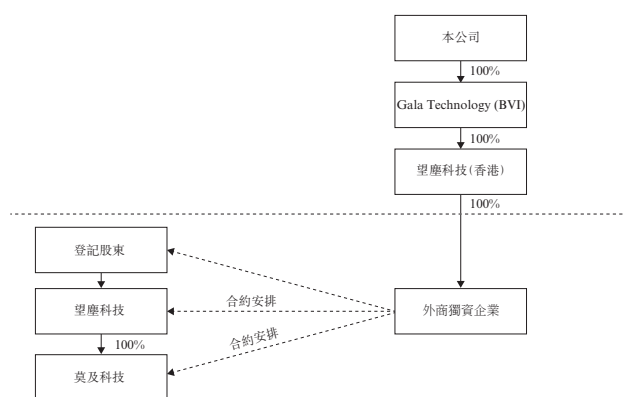 本公司
100%
Gala Technology (BVI)
100%
望塵科技(香港)
100%
登記股東
望塵科技
合約安排
外商獨資企業
100%
合約安排
莫及科技